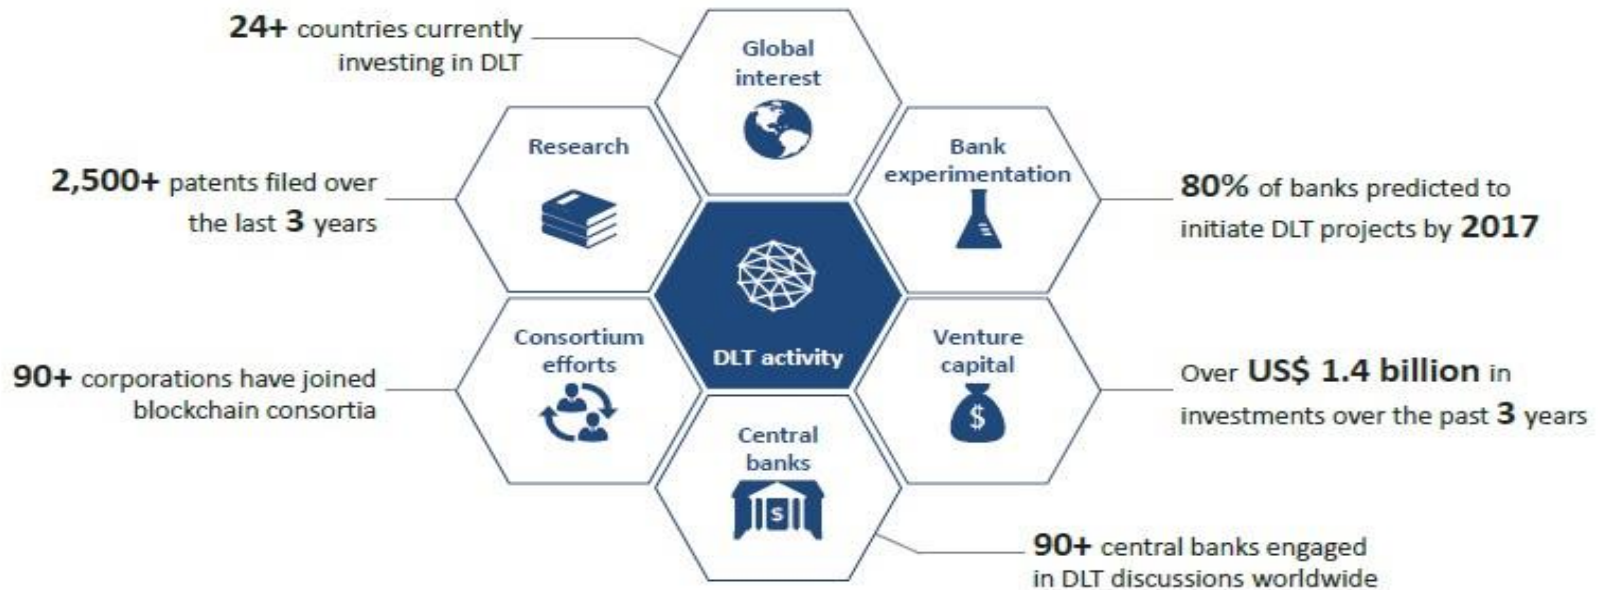 24+ countries currently
investing in DLT
Global
interest
Research
2,500+ patents filed over
the last 3 years
Bank
experimentation
80% of banks predicted to
initiate DLT projects by 2017
DLT activity
Consortium
efforts
90+ corporations have joined
blockchain consortia
Venture
capital
$
Over US$ 1.4 billion in
investments over the past 3 years
Central
banks
S
90+ central banks engaged
in DLT discussions worldwide